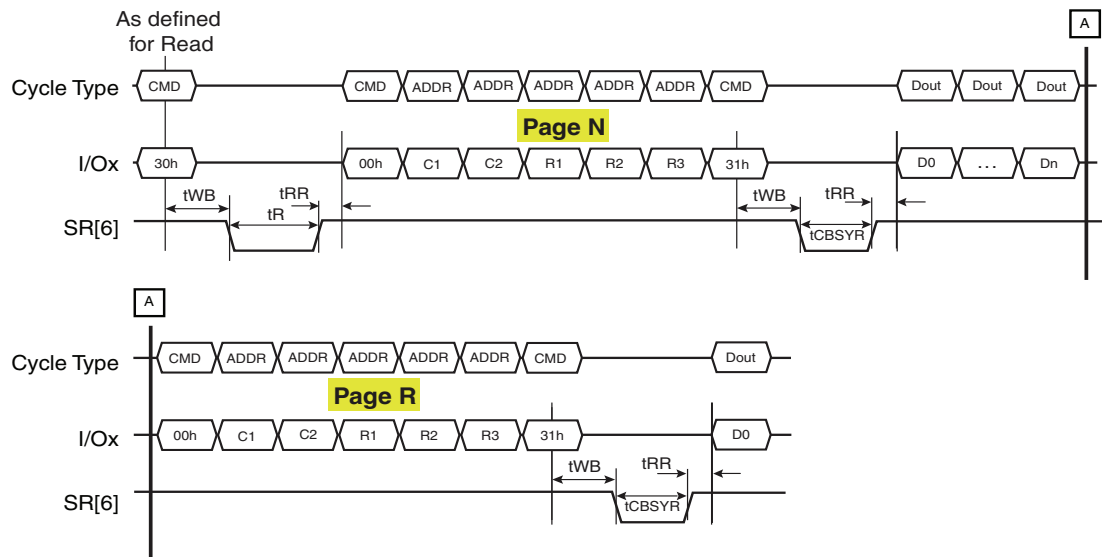 As defined
for Read
A
Cycle Type CMD CMD ADDR ADDR ADDR ADDR ADDR CMD Dout Dout Dout
Page N
I/Ox 30h 00h C1 C2 R1 R2 R3 31h D0 ... Dn
tWB tR tRR tWB tCBSYR tRR
SR[6]
A
Cycle Type CMD ADDR ADDR ADDR ADDR ADDR CMD Dout
Page R
I/Ox 00h C1 C2 R1 R2 R3 31h D0
tWB tCBSYR tRR
SR[6]